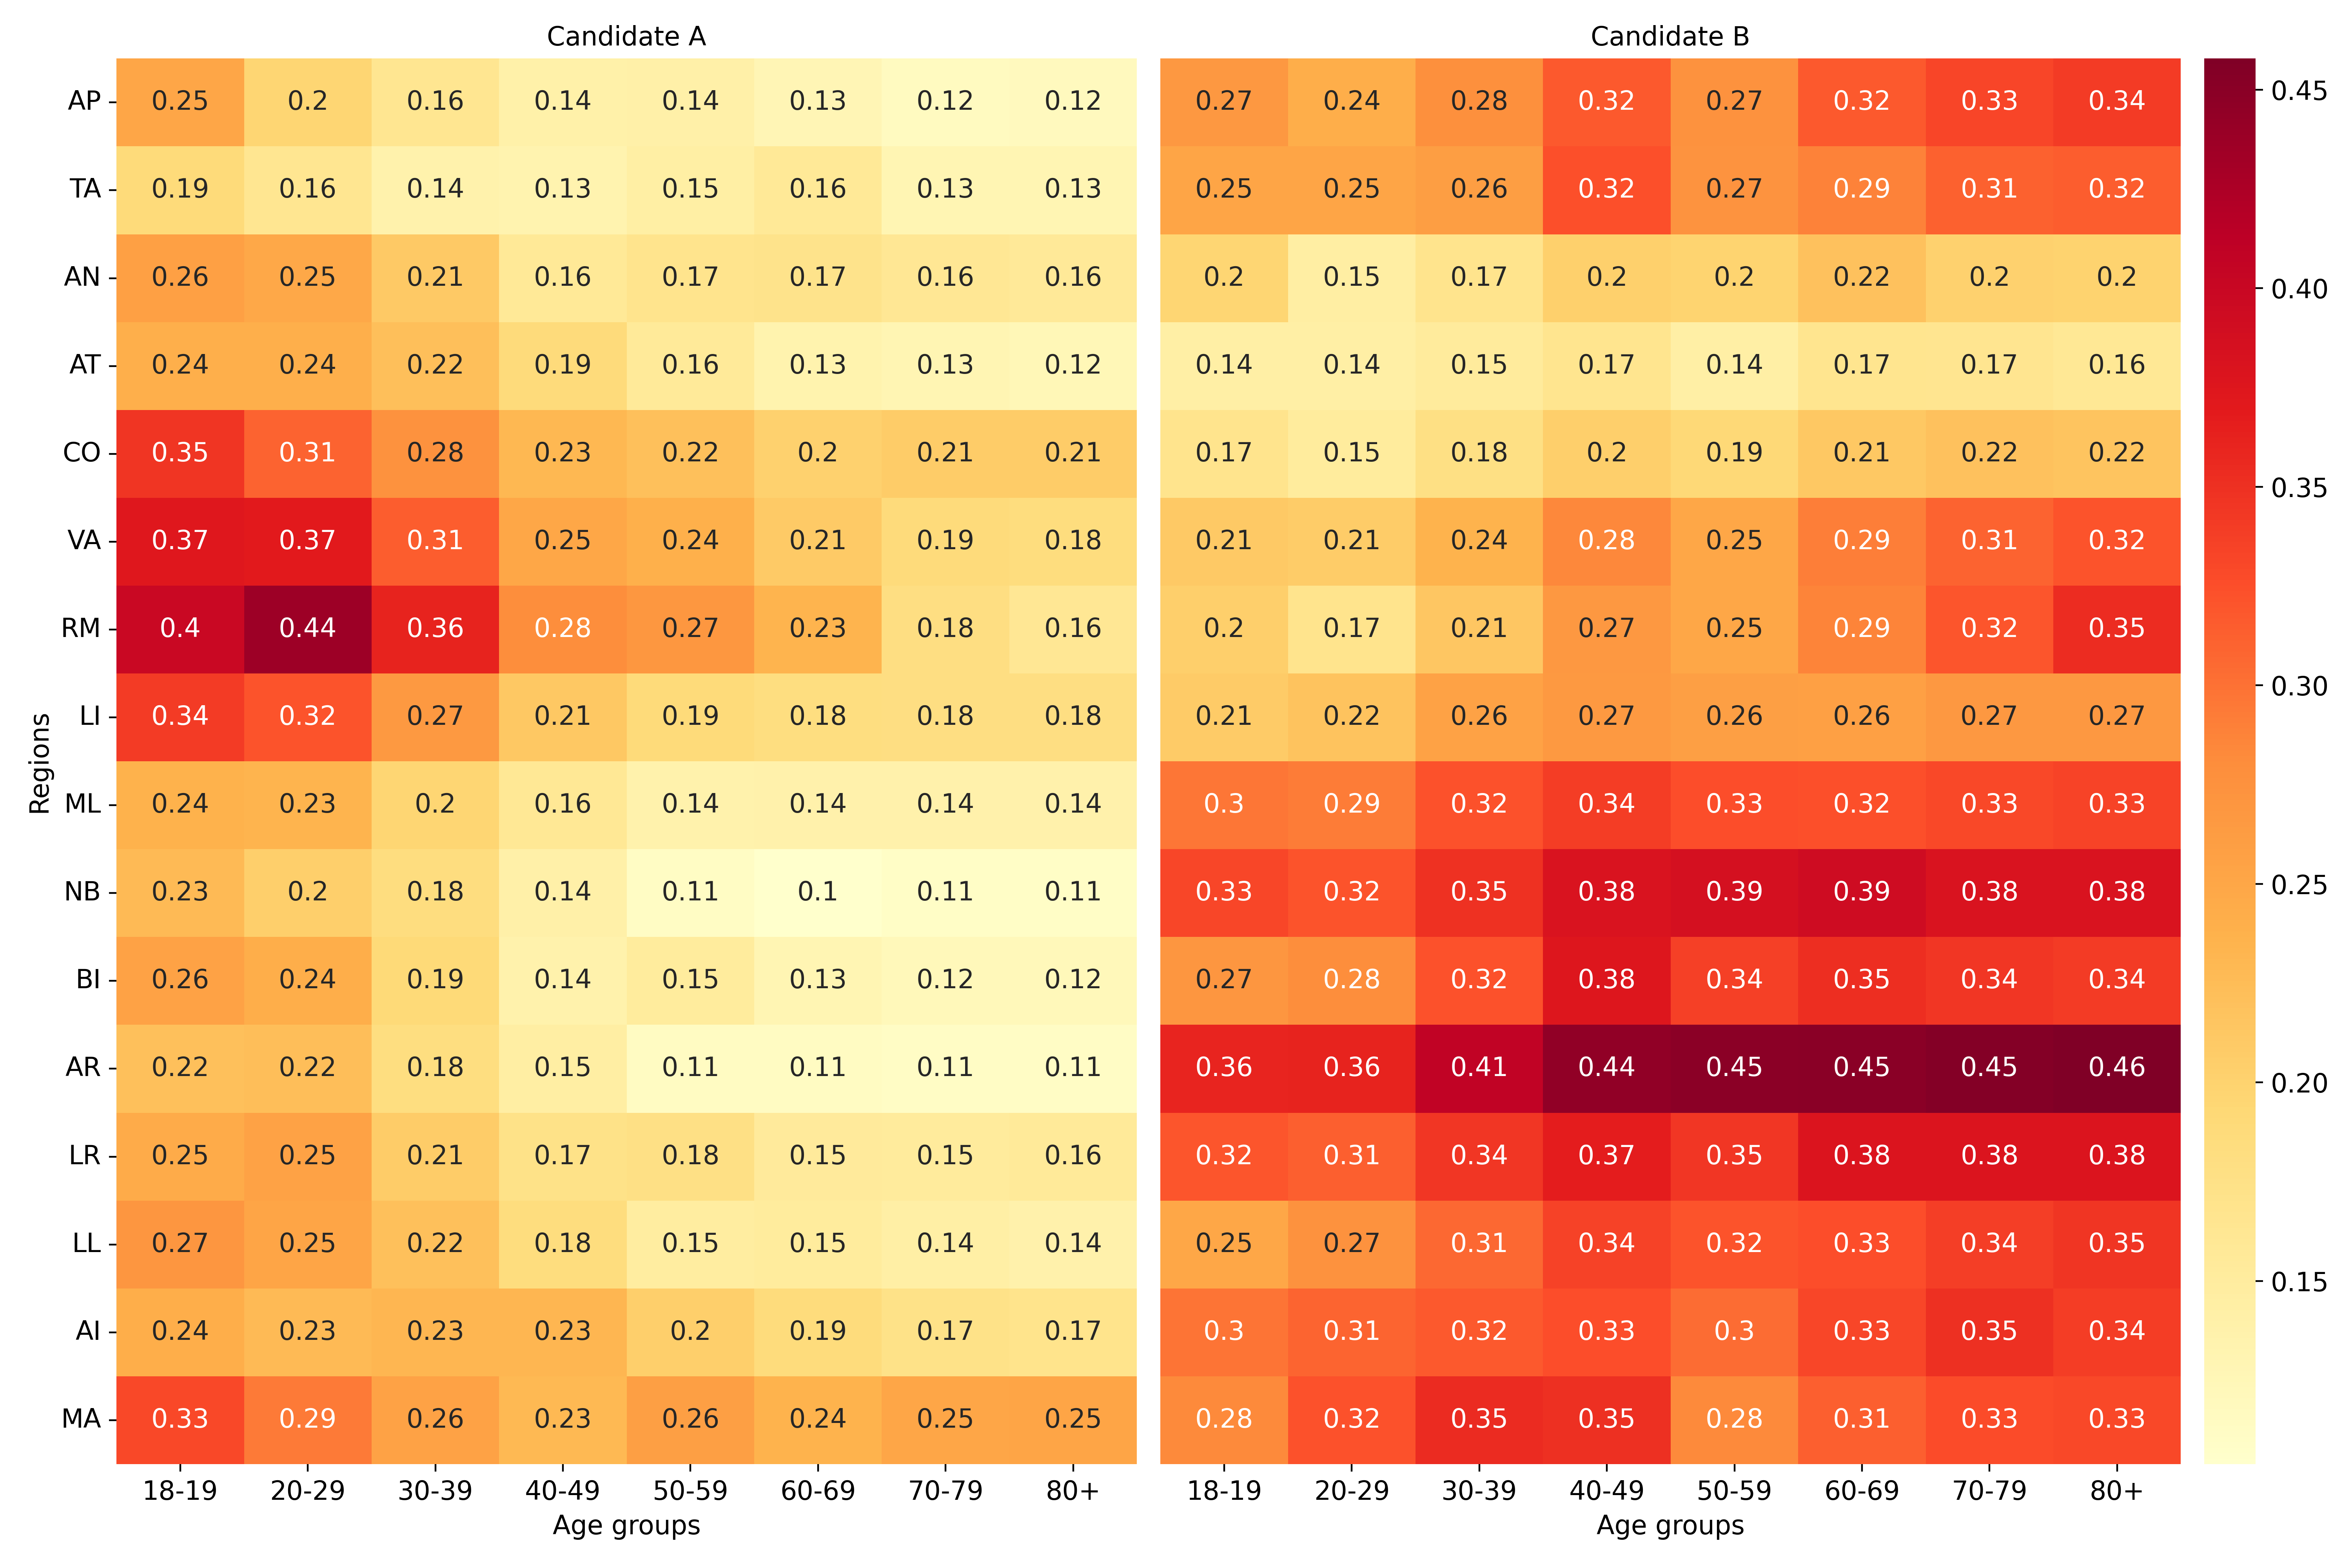 Candidate A Candidate B
AP 0.25 0.2 0.16 0.14 0.14 0.13 0.12 0.12 0.27 0.24 0.28 0.32 0.27 0.32 0.33 0.34 0.45
TA 0.19 0.16 0.14 0.13 0.15 0.16 0.13 0.13 0.25 0.25 0.26 0.32 0.27 0.29 0.31 0.32
AN 0.26 0.25 0.21 0.16 0.17 0.17 0.16 0.16 0.2 0.15 0.17 0.2 0.2 0.22 0.2 0.2 0.40
AT 0.24 0.24 0.22 0.19 0.16 0.13 0.13 0.12 0.14 0.14 0.15 0.17 0.14 0.17 0.17 0.16
CO 0.35 0.31 0.28 0.23 0.22 0.2 0.21 0.21 0.17 0.15 0.18 0.2 0.19 0.21 0.22 0.22 0.35
VA 0.37 0.37 0.31 0.25 0.24 0.21 0.19 0.18 0.21 0.21 0.24 0.28 0.25 0.29 0.31 0.32
RM 0.4 0.44 0.36 0.28 0.27 0.23 0.18 0.16 0.2 0.17 0.21 0.27 0.25 0.29 0.32 0.35
LI 0.34 0.32 0.27 0.21 0.19 0.18 0.18 0.18 0.21 0.22 0.26 0.27 0.26 0.26 0.27 0.27 0.30
Regions
ML 0.24 0.23 0.2 0.16 0.14 0.14 0.14 0.14 0.3 0.29 0.32 0.34 0.33 0.32 0.33 0.33
NB 0.23 0.2 0.18 0.14 0.11 0.1 0.11 0.11 0.33 0.32 0.35 0.38 0.39 0.39 0.38 0.38 0.25
BI 0.26 0.24 0.19 0.14 0.15 0.13 0.12 0.12 0.27 0.28 0.32 0.38 0.34 0.35 0.34 0.34
AR 0.22 0.22 0.18 0.15 0.11 0.11 0.11 0.11 0.36 0.36 0.41 0.44 0.45 0.45 0.45 0.46 0.20
LR 0.25 0.25 0.21 0.17 0.18 0.15 0.15 0.16 0.32 0.31 0.34 0.37 0.35 0.38 0.38 0.38
LL 0.27 0.25 0.22 0.18 0.15 0.15 0.14 0.14 0.25 0.27 0.31 0.34 0.32 0.33 0.34 0.35 0.15
AI 0.24 0.23 0.23 0.23 0.2 0.19 0.17 0.17 0.3 0.31 0.32 0.33 0.3 0.33 0.35 0.34
MA 0.33 0.29 0.26 0.23 0.26 0.24 0.25 0.25 0.28 0.32 0.35 0.35 0.28 0.31 0.33 0.33
18-19 20-29 30-39 40-49 50-59 60-69 70-79 80+ 18-19 20-29 30-39 40-49 50-59 60-69 70-79 80+
Age groups Age groups